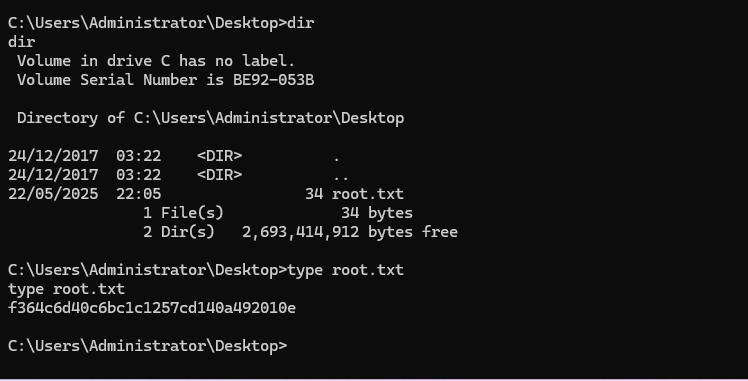 C:\Users\Administrator\Desktop>dir
dir
 Volume in drive C has no label.
 Volume Serial Number is BE92-053B

 Directory of C:\Users\Administrator\Desktop

24/12/2017  03:22    <DIR>          .
24/12/2017  03:22    <DIR>          ..
22/05/2025  22:05                34 root.txt
               1 File(s)             34 bytes
               2 Dir(s)   2,693,414,912 bytes free

C:\Users\Administrator\Desktop>type root.txt
type root.txt
f364c6d40c6bc1c1257cd140a492010e

C:\Users\Administrator\Desktop>